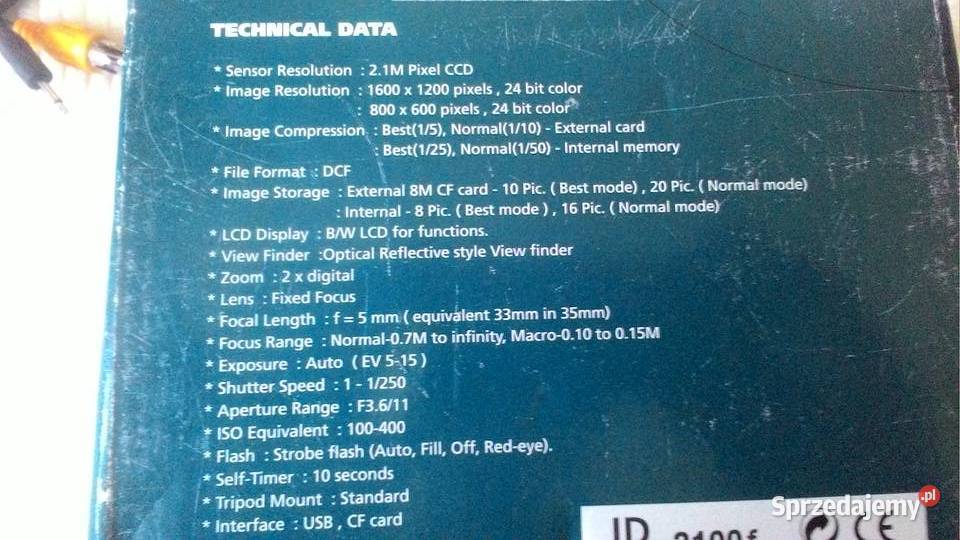 TECHNICAL DATA
* Sensor Resolution : 2.1M Pixel CCD
* Image Resolution : 1600 x 1200 pixels , 24 bit color
: 800 x 600 pixels , 24 bit color
* Image Compression : Best(1/5), Normal(1/10) - External card
: Best(1/25), Normal(1/50) - Internal memory
* File Format : DCF
* Image Storage : External 8M CF card - 10 Pic. ( Best mode) , 20 Pic. ( Normal mode)
: Internal - 8 Pic. ( Best mode ) , 16 Pic. ( Normal mode)
* LCD Display : B/W LCD for functions.
* View Finder :Optical Reflective style View finder
* Zoom : 2 x digital
* Lens : Fixed Focus
* Focal Length : f = 5 mm ( equivalent 33mm in 35mm)
* Focus Range : Normal-0.7M to infinity, Macro-0.10 to 0.15M
* Exposure : Auto ( EV 5-15 )
* Shutter Speed : 1 - 1/250
* Aperture Range : F3.6/11
* ISO Equivalent : 100-400
* Flash : Strobe flash (Auto, Fill, Off, Red-eye).
* Self-Timer : 10 seconds
* Tripod Mount : Standard
* Interface : USB , CF card
JD 2100f CE
Sprzedajemy.pl